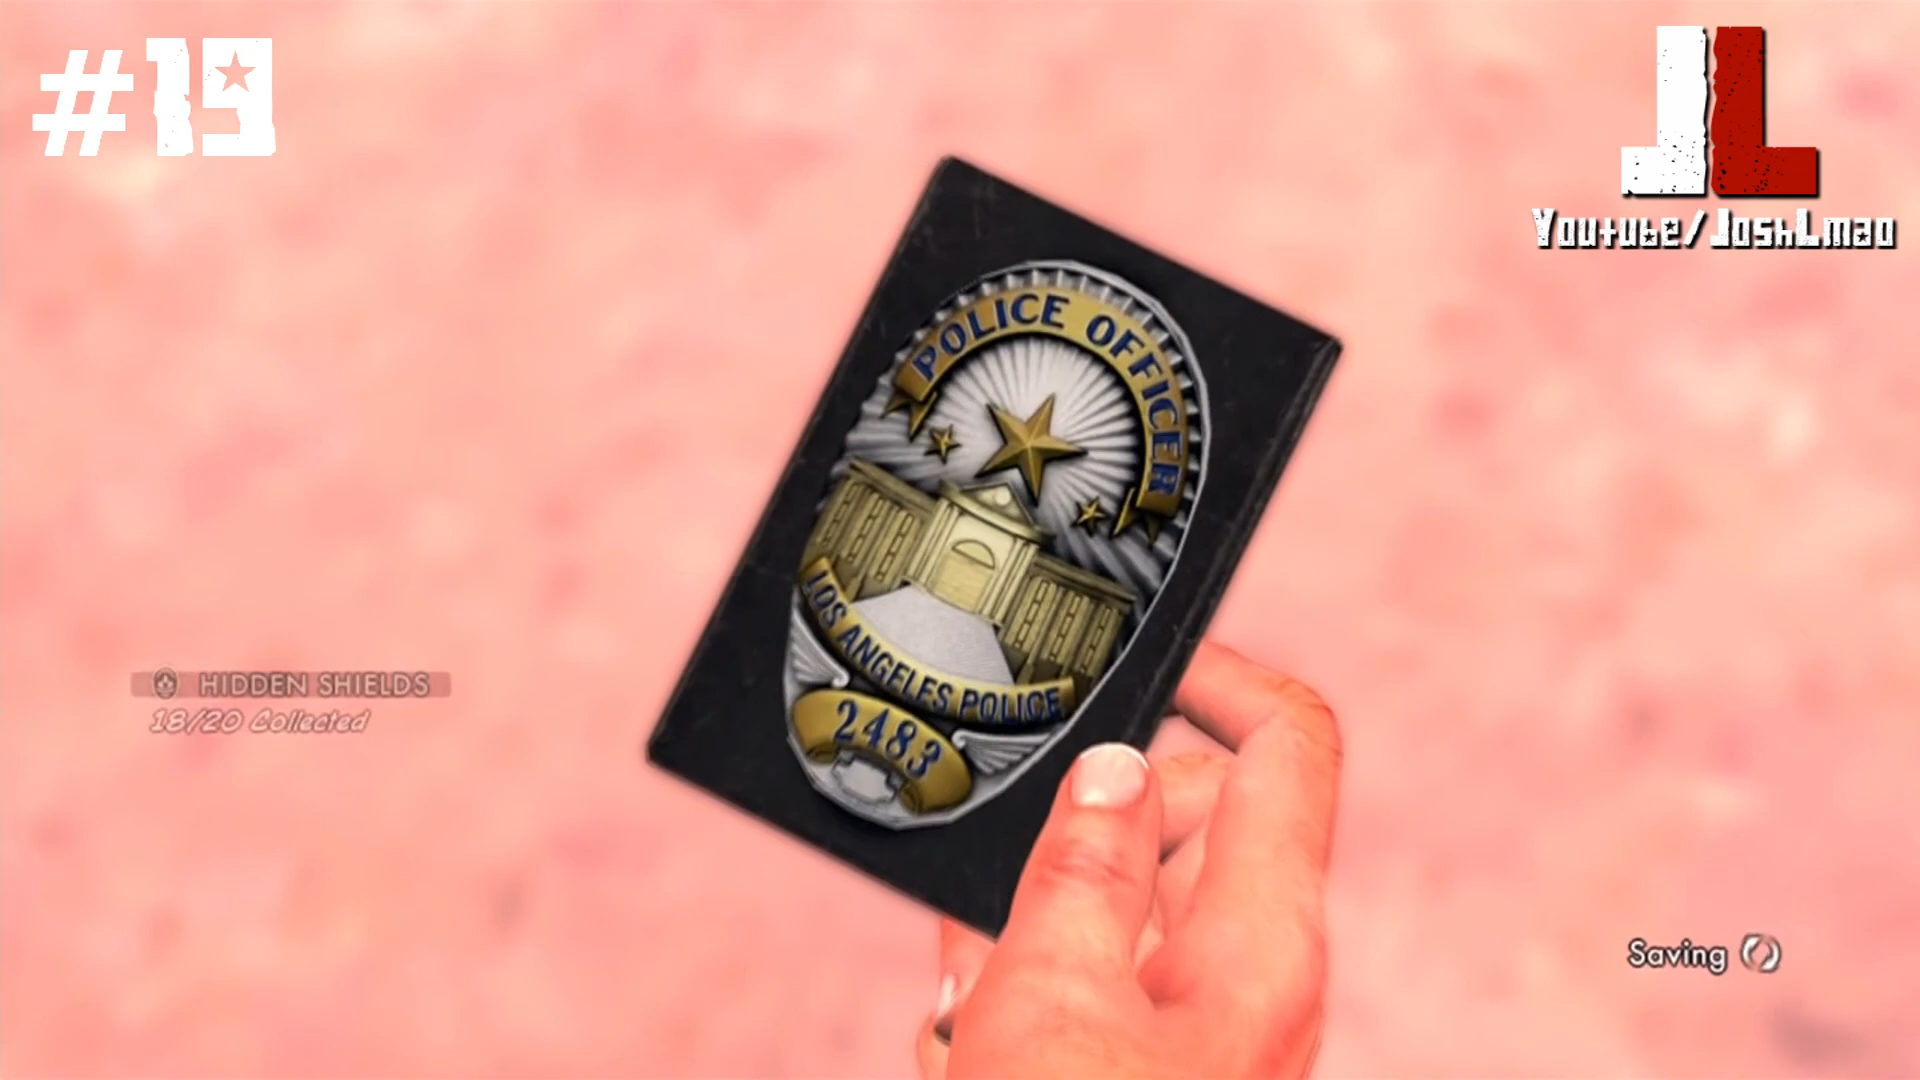 #19
JL
Youtube/JoshLmao
POLICE OFFICER
LOS ANGELES POLICE
2483
HIDDEN SHIELDS
18/20 Collected
Saving